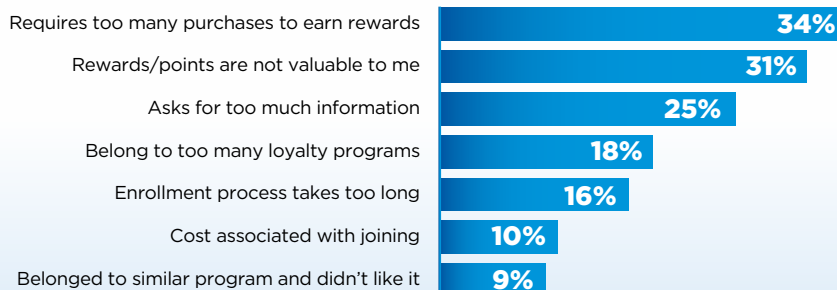 Requires too many purchases to earn rewards 34%
Rewards/points are not valuable to me 31%
Asks for too much information 25%
Belong to too many loyalty programs 18%
Enrollment process takes too long 16%
Cost associated with joining 10%
Belonged to similar program and didn’t like it 9%